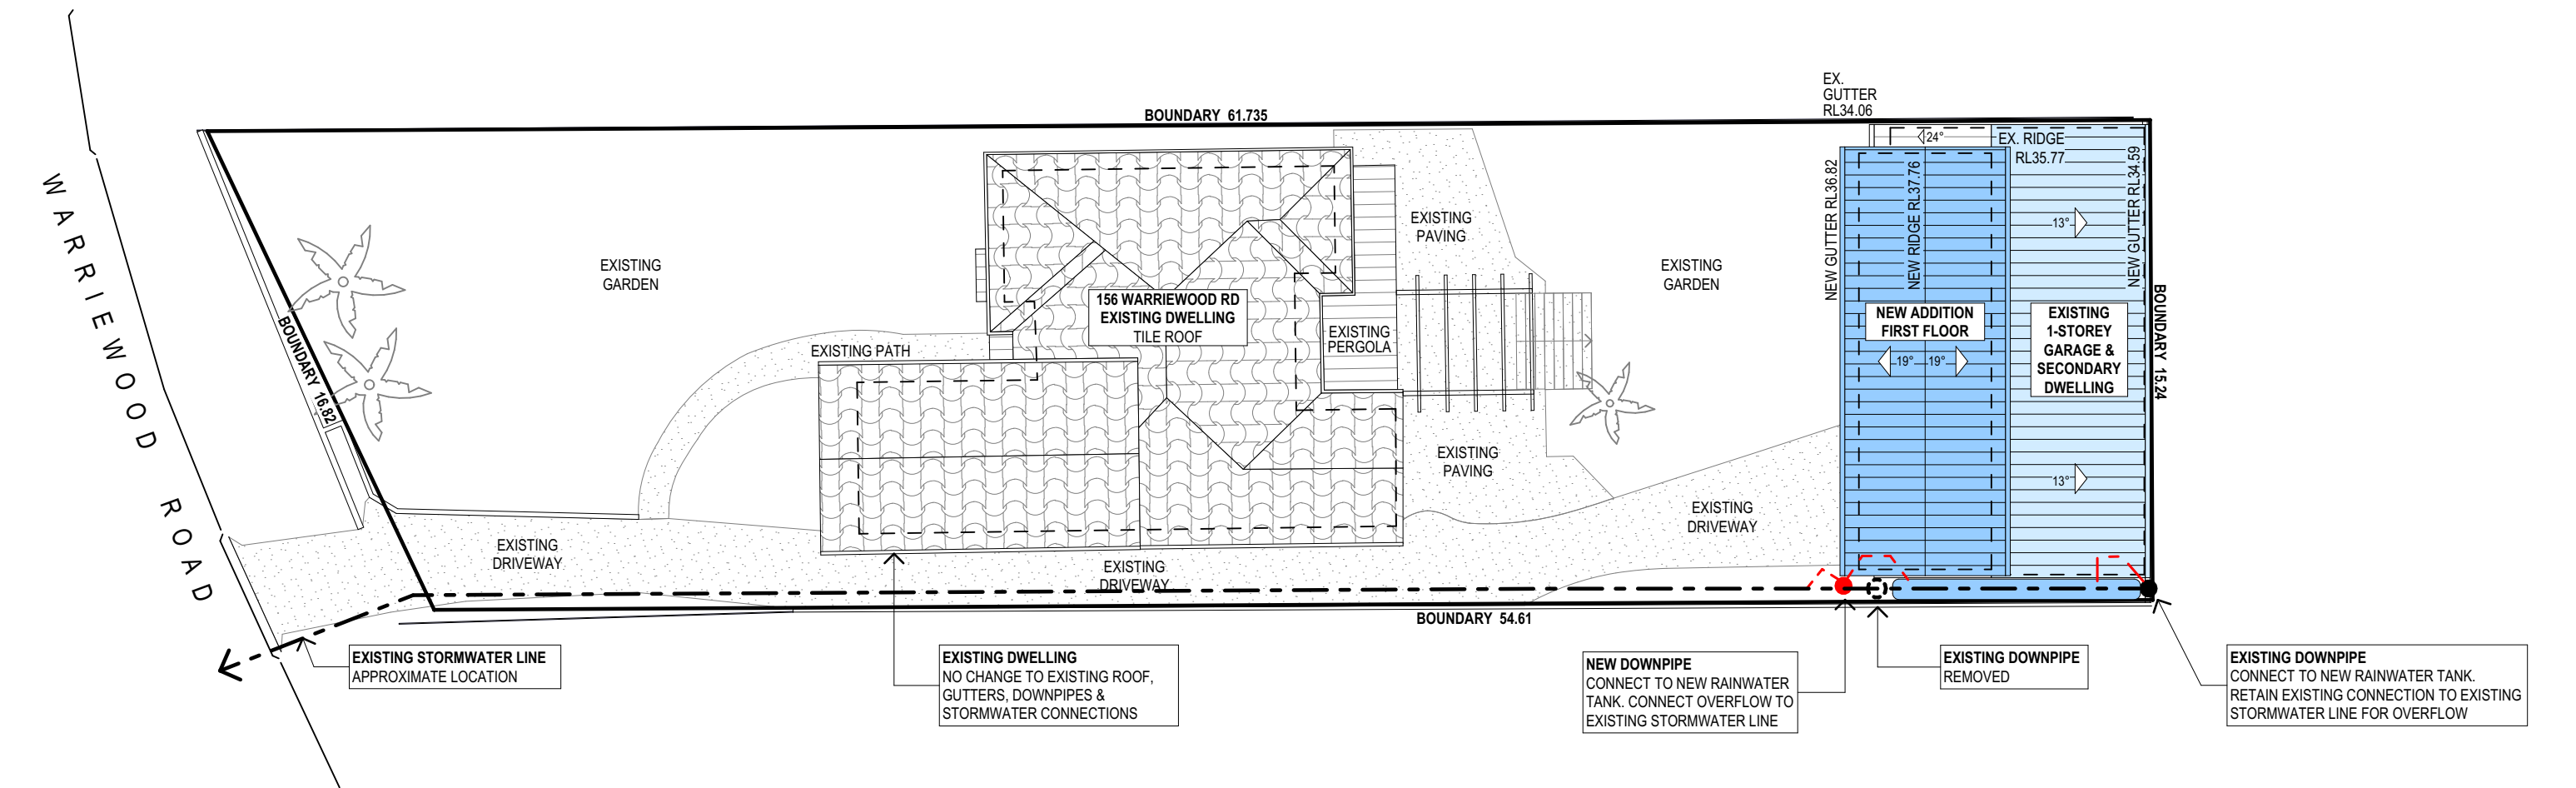 WARRIEWOOD ROAD
BOUNDARY 61.735
EX.
GUTTER
RL34.06
24°
EX. RIDGE
RL35.77
NEW GUTTER RL36.82
NEW RIDGE RL37.76
NEW GUTTER RL34.59
13°
EXISTING
PAVING
EXISTING
GARDEN
EXISTING
GARDEN
156 WARRIEWOOD RD
EXISTING DWELLING
TILE ROOF
EXISTING
PERGOLA
NEW ADDITION
FIRST FLOOR
EXISTING
1-STOREY
GARAGE &
SECONDARY
DWELLING
BOUNDARY 15.24
BOUNDARY 16.82
EXISTING PATH
19°
19°
EXISTING
PAVING
13°
EXISTING
DRIVEWAY
EXISTING
DRIVEWAY
EXISTING
DRIVEWAY
BOUNDARY 54.61
EXISTING STORMWATER LINE
APPROXIMATE LOCATION
EXISTING DWELLING
NO CHANGE TO EXISTING ROOF,
GUTTERS, DOWNPIPES &
STORMWATER CONNECTIONS
NEW DOWNPIPE
CONNECT TO NEW RAINWATER
TANK. CONNECT OVERFLOW TO
EXISTING STORMWATER LINE
EXISTING DOWNPIPE
REMOVED
EXISTING DOWNPIPE
CONNECT TO NEW RAINWATER TANK.
RETAIN EXISTING CONNECTION TO EXISTING
STORMWATER LINE FOR OVERFLOW